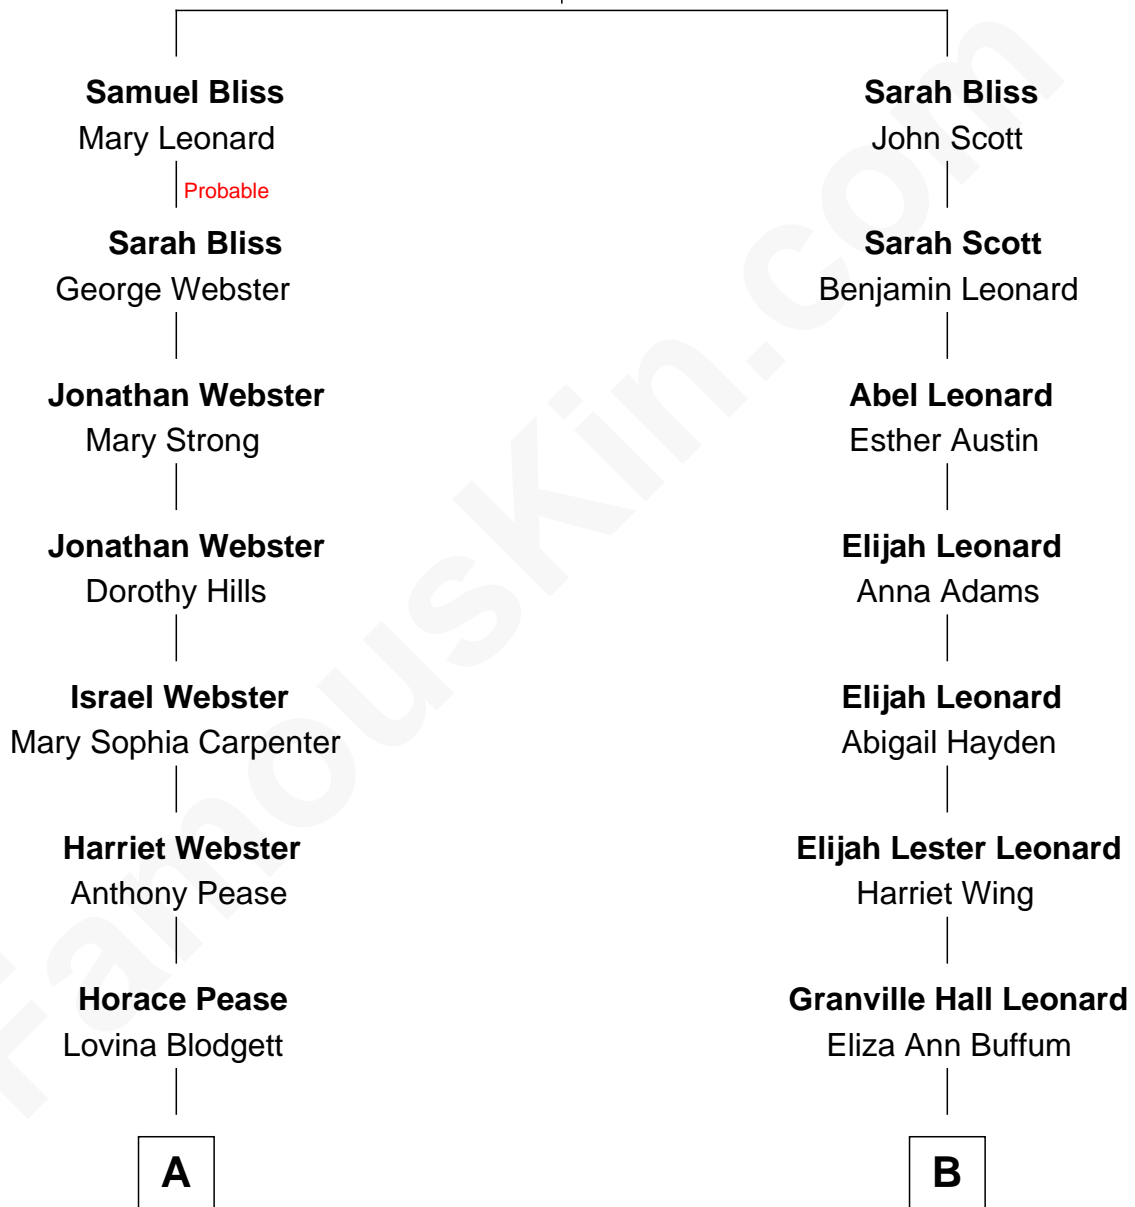 Samuel Bliss
Mary Leonard
Probable
Sarah Bliss
George Webster
Jonathan Webster
Mary Strong
Jonathan Webster
Dorothy Hills
Israel Webster
Mary Sophia Carpenter
Harriet Webster
Anthony Pease
Horace Pease
Lovina Blodgett
A
Sarah Bliss
John Scott
Sarah Scott
Benjamin Leonard
Abel Leonard
Esther Austin
Elijah Leonard
Anna Adams
Elijah Leonard
Abigail Hayden
Elijah Lester Leonard
Harriet Wing
Granville Hall Leonard
Eliza Ann Buffum
B
FamousKin.com